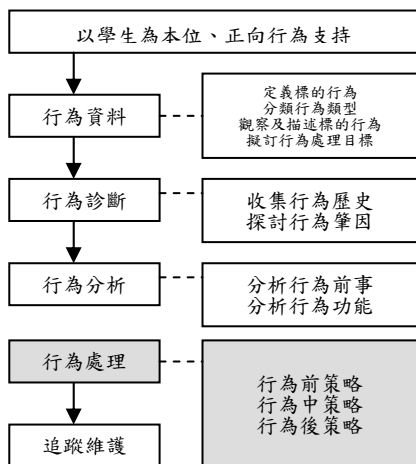 以學生為本位、正向行為支持
行為資料
定義標的行為
分類行為類型
觀察及描述標的行為
擬訂行為處理目標
行為診斷
收集行為歷史
探討行為肇因
行為分析
分析行為前事
分析行為功能
行為處理
行為前策略
行為中策略
行為後策略
追蹤維護